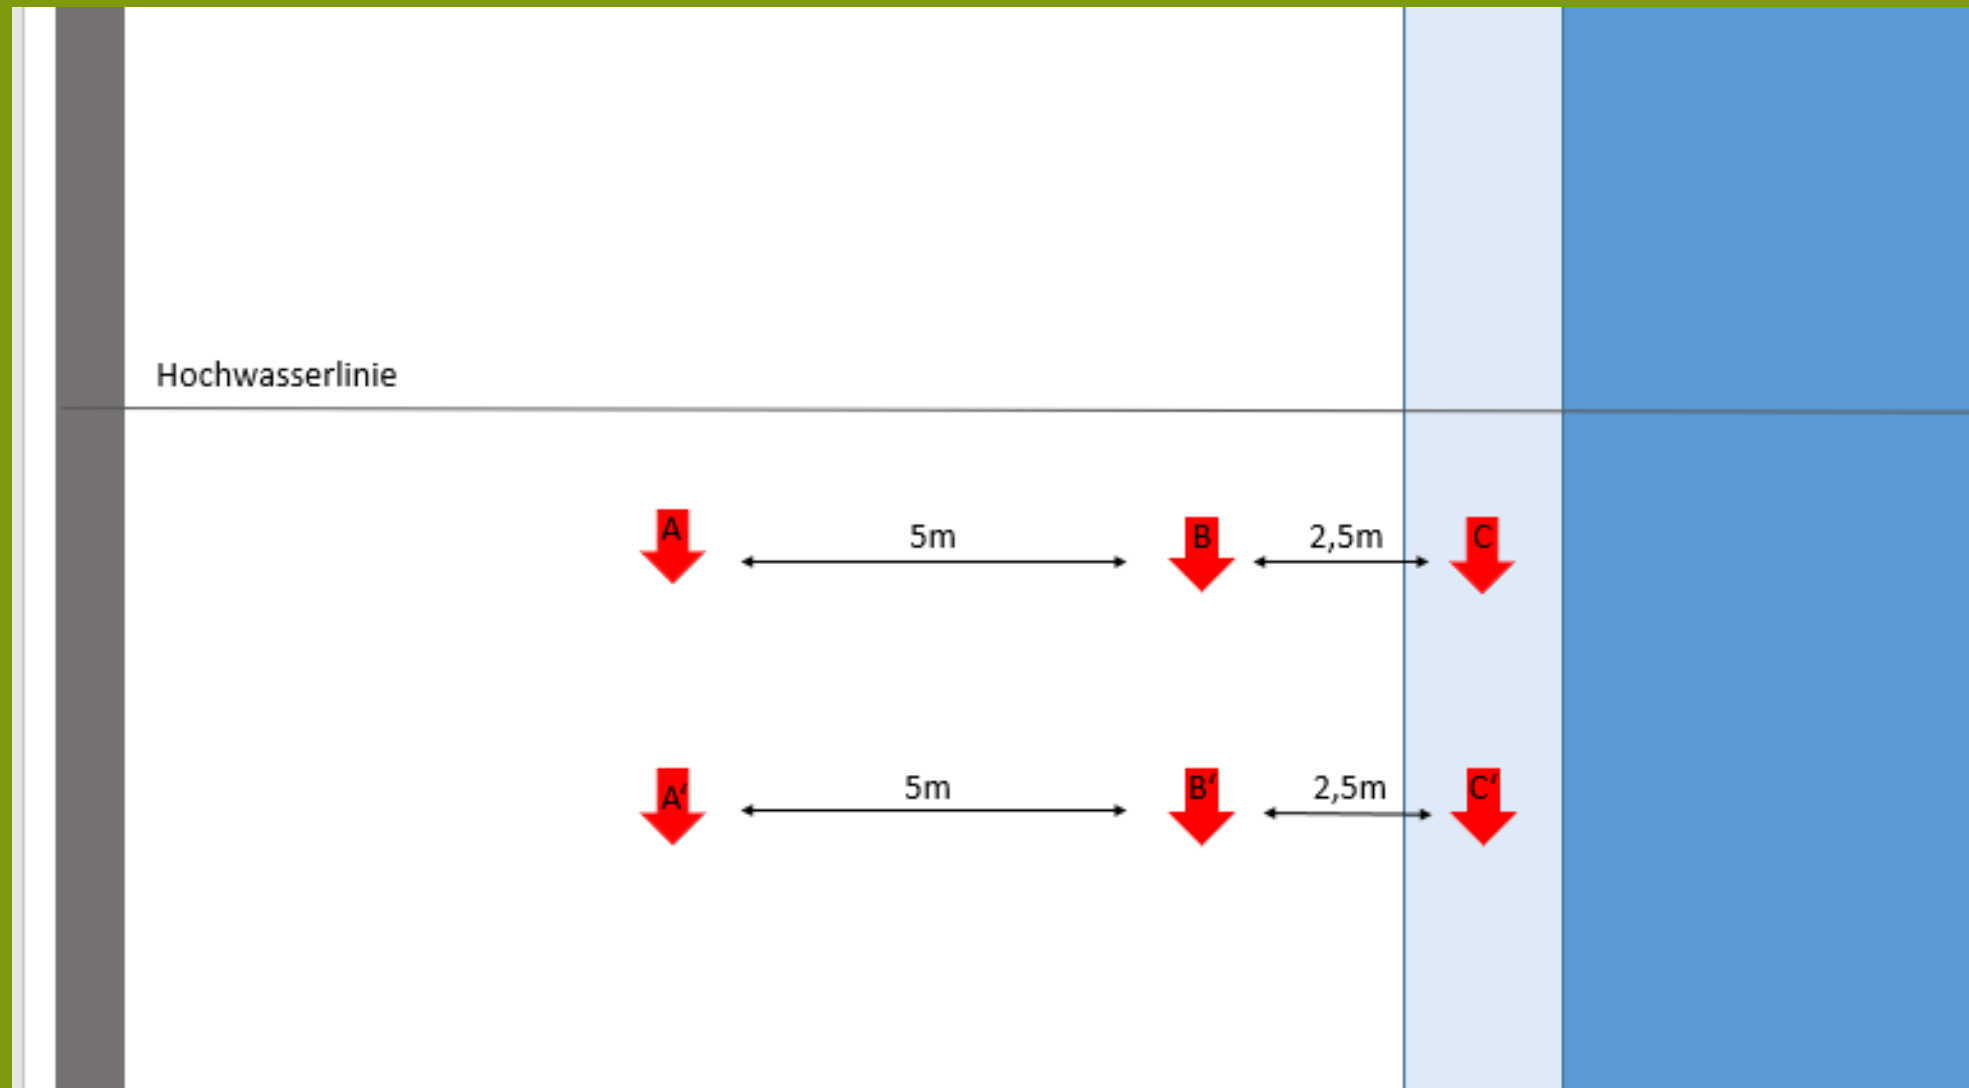 Hochwasserlinie
A 5m B 2,5m C
A‘ 5m B‘ 2,5m C‘